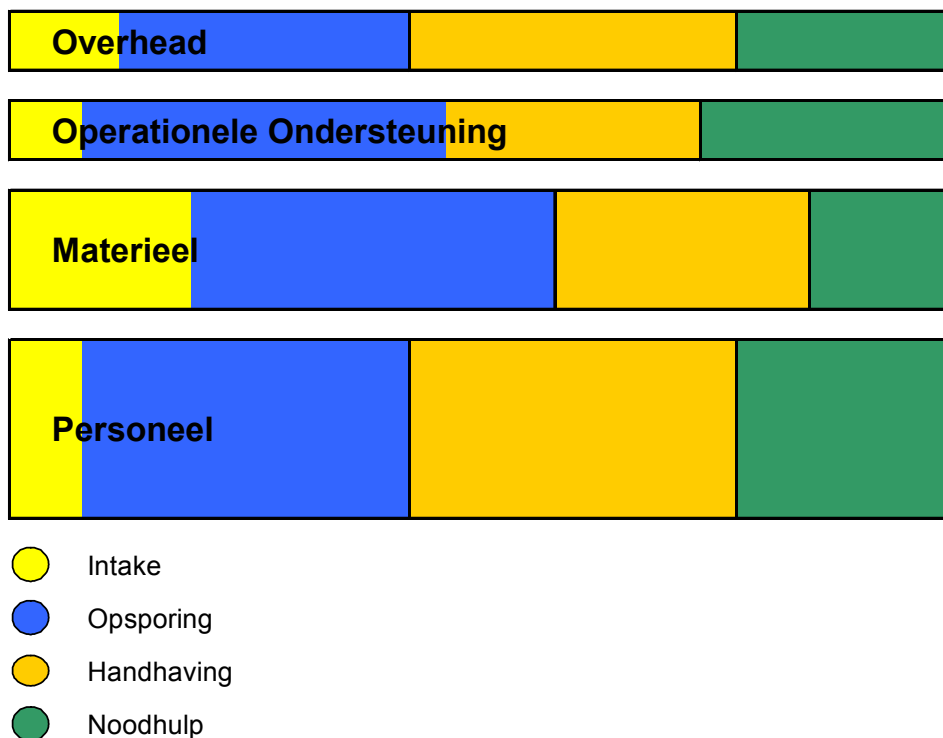 Overhead
Operationele Ondersteuning
Materieel
Personeel
Intake
Opsporing
Handhaving
Noodhulp